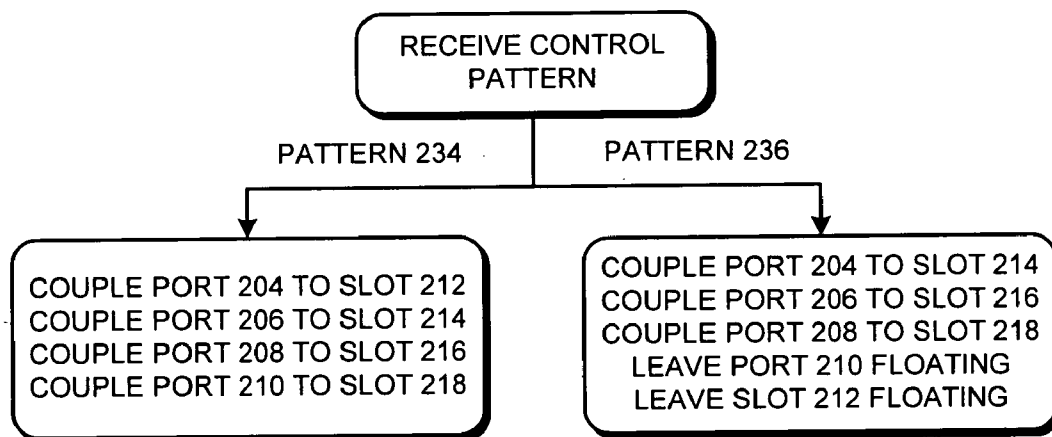 RECEIVE CONTROL
PATTERN
PATTERN 234
PATTERN 236
COUPLE PORT 204 TO SLOT 212
COUPLE PORT 206 TO SLOT 214
COUPLE PORT 208 TO SLOT 216
COUPLE PORT 210 TO SLOT 218
COUPLE PORT 204 TO SLOT 214
COUPLE PORT 206 TO SLOT 216
COUPLE PORT 208 TO SLOT 218
LEAVE PORT 210 FLOATING
LEAVE SLOT 212 FLOATING